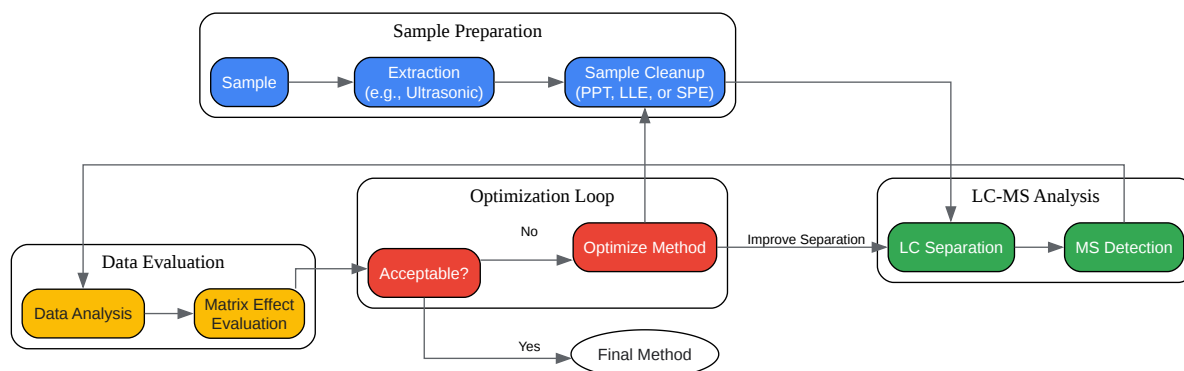 Sample Preparation
Sample
Extraction
(e.g., Ultrasonic)
Sample Cleanup
(PPT, LLE, or SPE)
Optimization Loop
LC-MS Analysis
No
Optimize Method
Improve Separation
LC Separation
MS Detection
Data Evaluation
Acceptable?
Data Analysis
Matrix Effect
Evaluation
Yes
Final Method